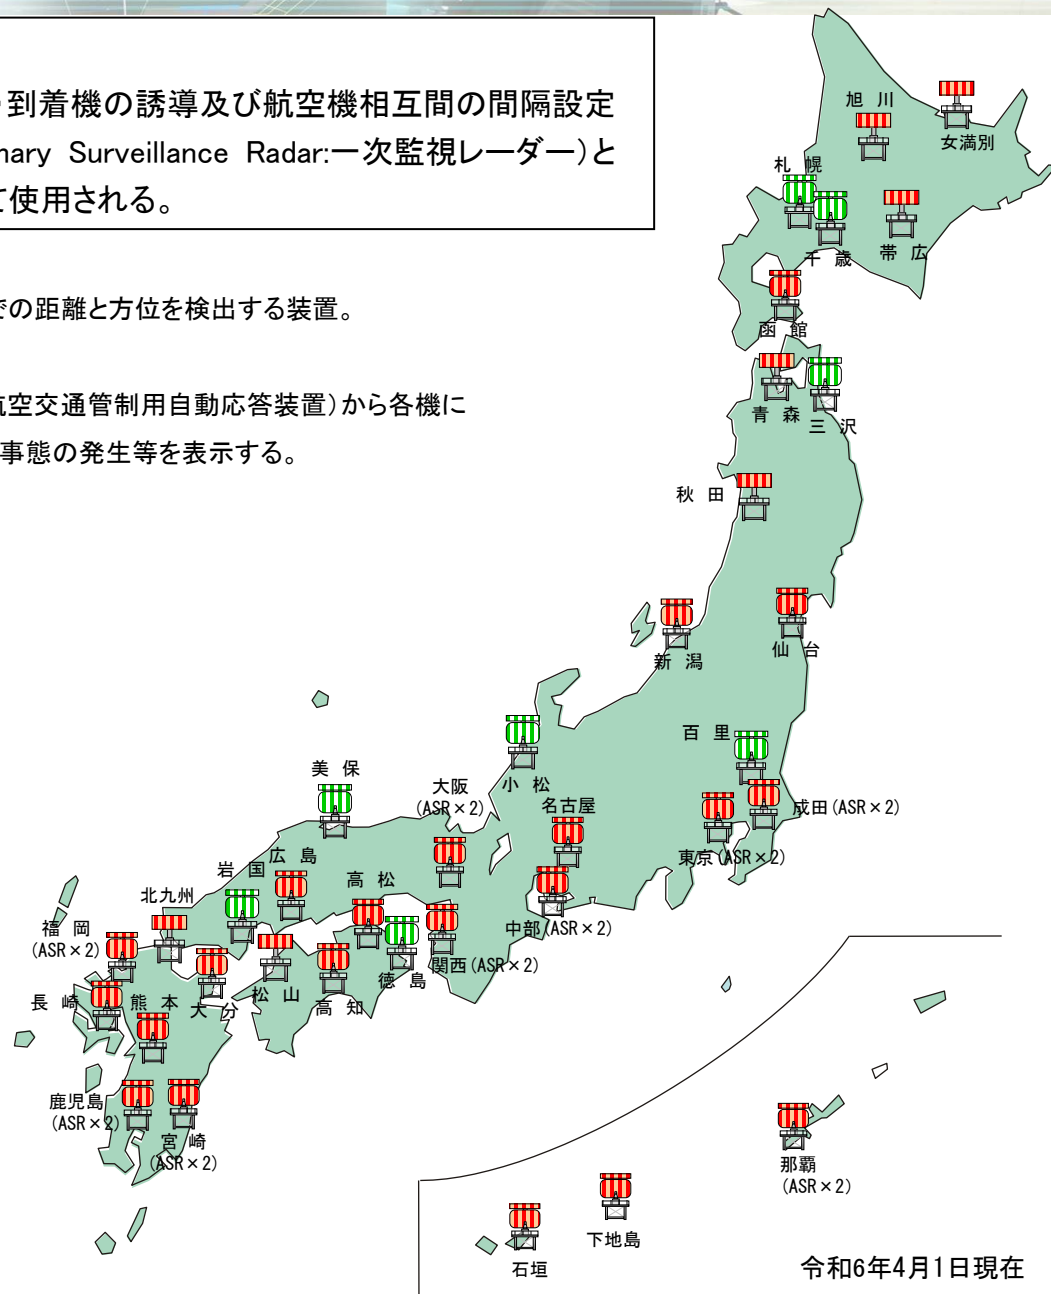 到着機の誘導及び航空機相互間の間隔設定
mary Surveillance Radar:一次監視レーダー)と
て使用される。
での距離と方位を検出する装置。
航空交通管制用自動応答装置)から各機に
事態の発生等を表示する。
旭川
女満別
札幌
千歳
帯広
函館
青森
三沢
秋田
新潟
仙台
百里
小松
美保
大阪
(ASR×2)
名古屋
成田(ASR×2)
東京(ASR×2)
広島
岩国
高松
北九州
中部(ASR×2)
福岡
(ASR×2)
関西(ASR×2)
徳島
松山
高知
長崎
熊本
大分
鹿児島
(ASR×2)
宮崎
(ASR×2)
那覇
(ASR×2)
下地島
石垣
令和6年4月1日現在